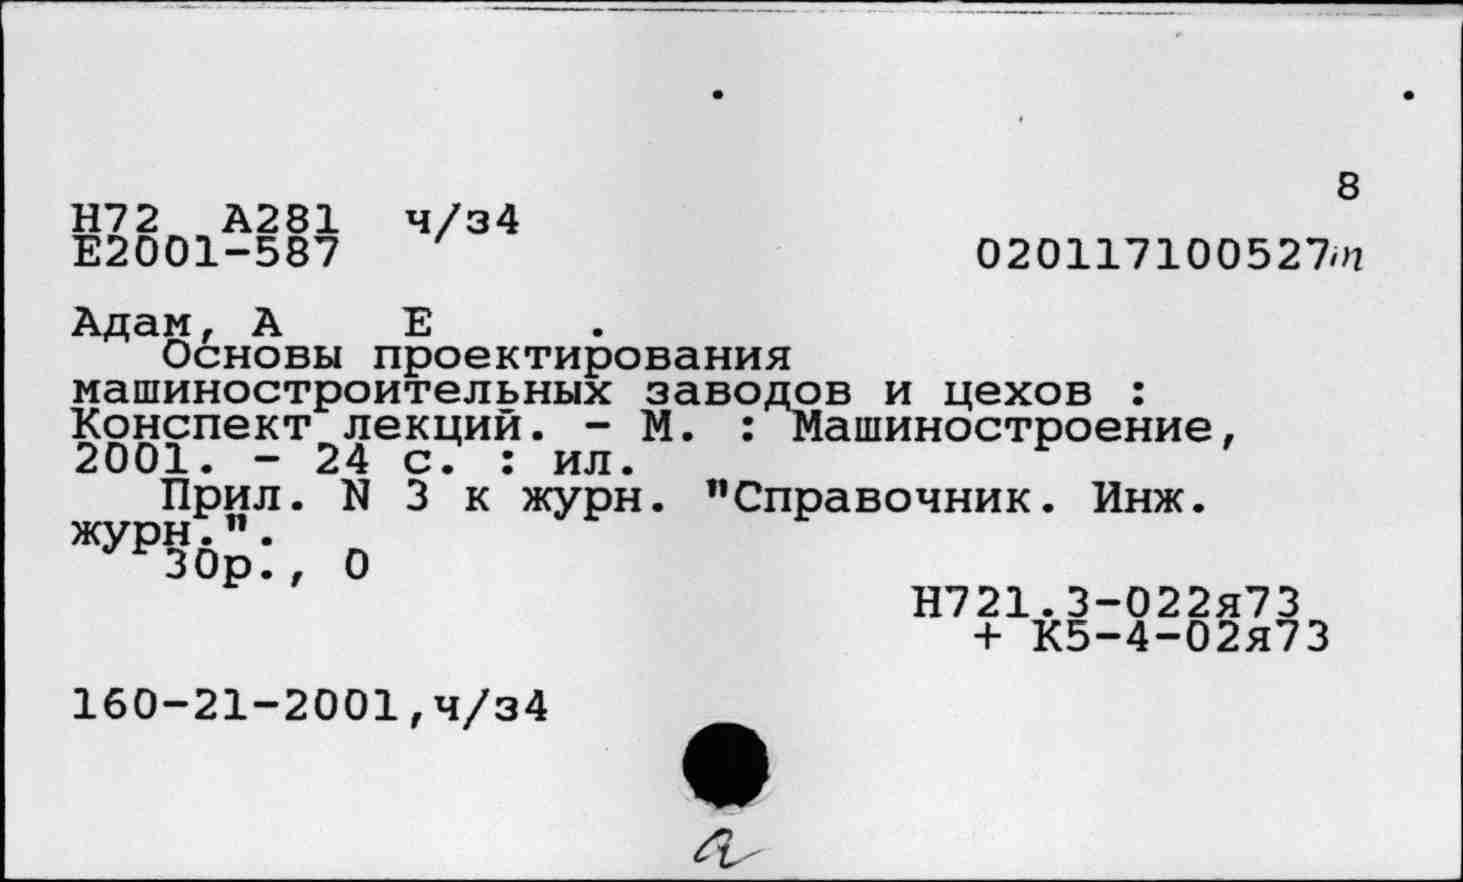 8
Н72 А281 ч/з4
Е2001-587
020117100527
Адам, А Е .
Основы проектирования
машиностроительных заводов и цехов :
Конспект лекций. - М. : Машиностроение,
2001. - 24 с. : ил.
Прил. N 3 к журн. "Справочник. Инж.
журн.".
30р., 0
Н721.3-022я73
+ К5-4-02я73
160-21-2001,ч/з4